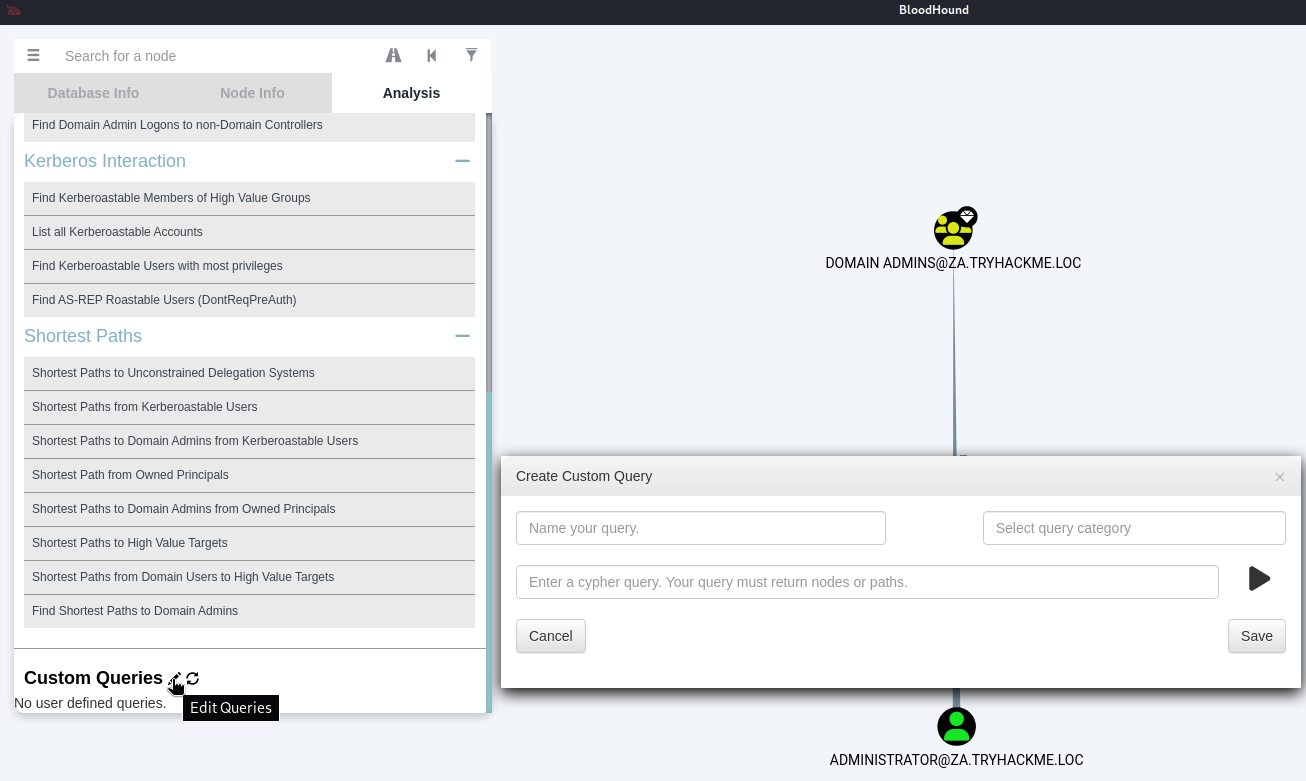 BloodHound
Search for a node
Database Info Node Info Analysis
Find Domain Admin Logons to non-Domain Controllers
Kerberos Interaction
Find Kerberoastable Members of High Value Groups
List all Kerberoastable Accounts
Find Kerberoastable Users with most privileges
Find AS-REP Roastable Users (DontReqPreAuth)
Shortest Paths
Shortest Paths to Unconstrained Delegation Systems
Shortest Paths from Kerberoastable Users
Shortest Paths to Domain Admins from Kerberoastable Users
Shortest Path from Owned Principals
Shortest Paths to Domain Admins from Owned Principals
Shortest Paths to High Value Targets
Shortest Paths from Domain Users to High Value Targets
Find Shortest Paths to Domain Admins
Custom Queries
No user defined queries.
Edit Queries
DOMAIN ADMINS@ZA.TRYHACKME.LOC
Create Custom Query ×
Name your query. Select query category
Enter a cypher query. Your query must return nodes or paths.
Cancel Save
ADMINISTRATOR@ZA.TRYHACKME.LOC